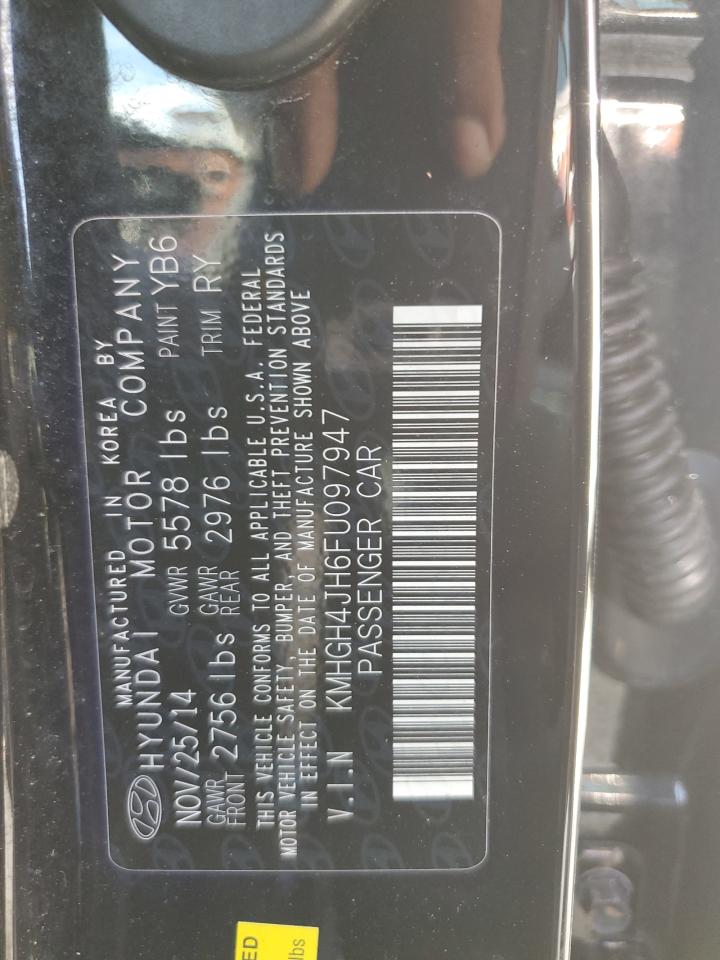 MANUFACTURED IN KOREA BY
HYUNDAI MOTOR COMPANY
NOV/25/14 GVWR 5578 lbs PAINT YB6
GAWR FRONT 2756 lbs GAWR REAR 2976 lbs TRIM RY
THIS VEHICLE CONFORMS TO ALL APPLICABLE U.S.A. FEDERAL
MOTOR VEHICLE SAFETY, BUMPER, AND THEFT PREVENTION STANDARDS
IN EFFECT ON THE DATE OF MANUFACTURE SHOWN ABOVE
V.I.N KMHGH4JH6FU097947
PASSENGER CAR
lbs